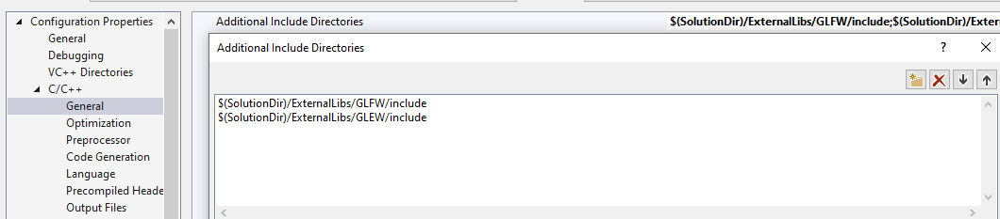 Configuration Properties
General
Debugging
VC++ Directories
C/C++
General
Optimization
Preprocessor
Code Generation
Language
Precompiled Heade
Output Files
Additional Include Directories
$(SolutionDir)/ExternalLibs/GLFW/include;$(SolutionDir)/Exter
Additional Include Directories
?
$(SolutionDir)/ExternalLibs/GLFW/include
$(SolutionDir)/ExternalLibs/GLEW/include